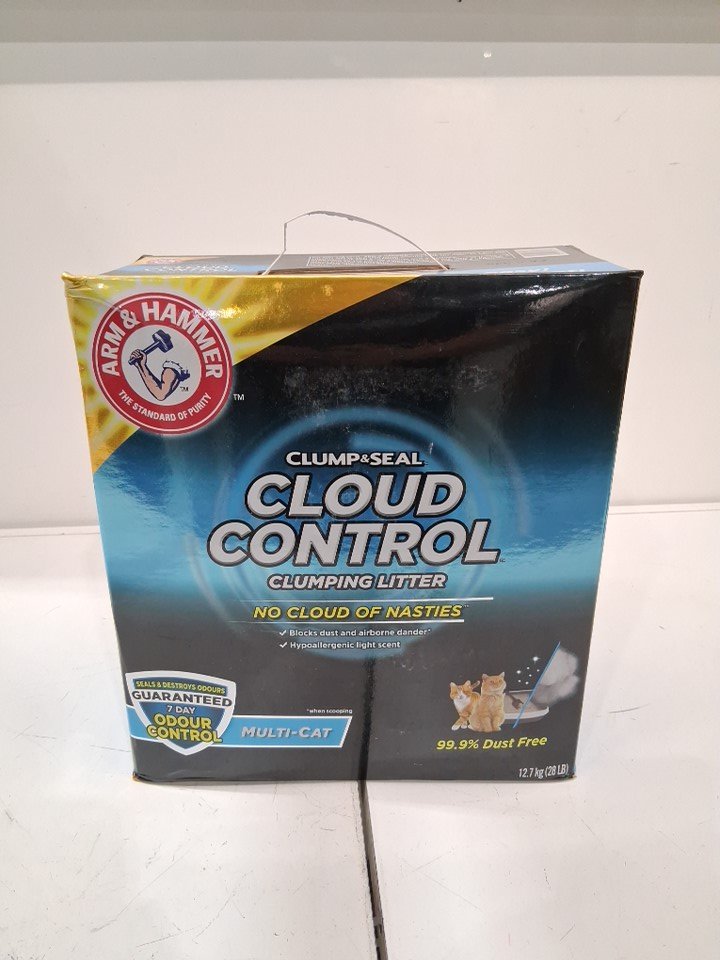 ARM & HAMMER
TM
THE STANDARD OF PURITY
TM
CLUMP&SEAL
CLOUD
CONTROL
CLUMPING LITTER
NO CLOUD OF NASTIES
✓ Blocks dust and airborne dander*
✓ Hypoallergenic light scent
SEALS & DESTROYS ODOURS
GUARANTEED
7 DAY
ODOUR
CONTROL
*when scooping
MULTI-CAT
99.9% Dust Free
12.7 kg (28 LB)